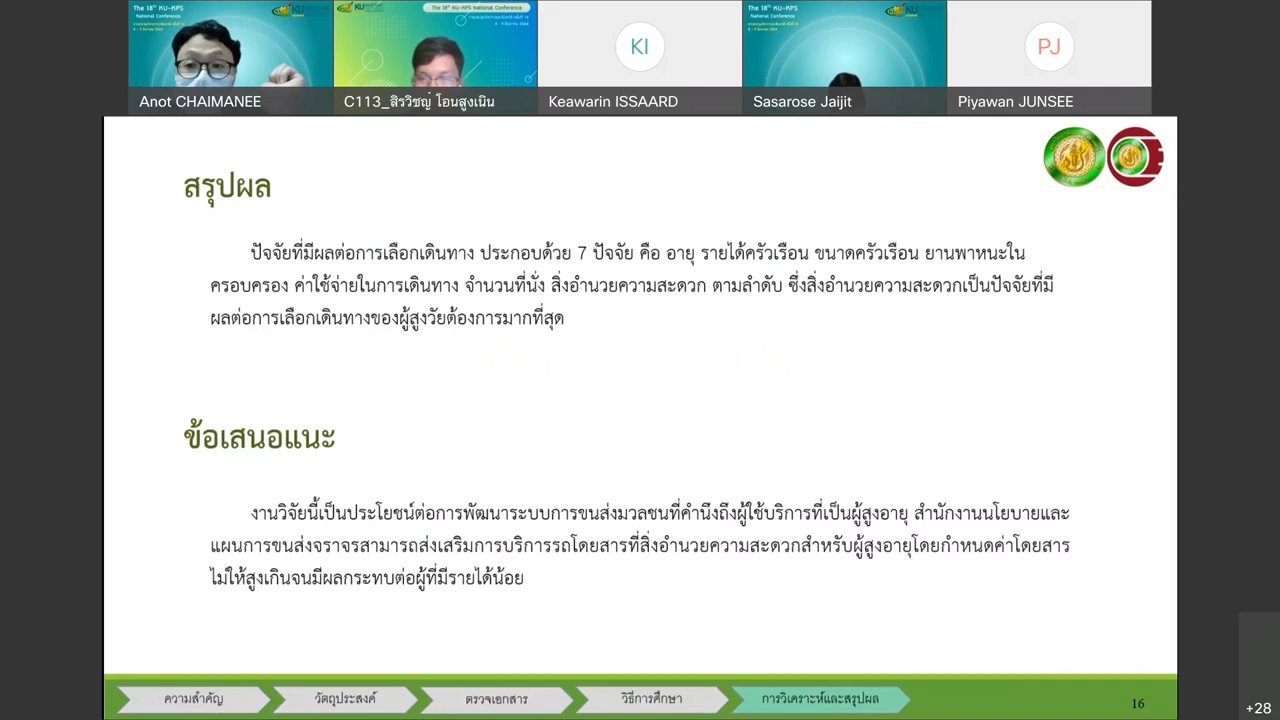 The 18th KU-KPS
National Conference
The 18th KU-KPS National Conference
The 18th KU-KPS
National Conference
KI
PJ
Anot CHAIMANEE
C113_สิรวิชญ์ โอนสูงเนิน
Keawarin ISSAARD
Sasarose Jaijit
Piyawan JUNSEE
สรุปผล
ปัจจัยที่มีผลต่อการเลือกเดินทาง ประกอบด้วย 7 ปัจจัย คือ อายุ รายได้ครัวเรือน ขนาดครัวเรือน ยานพาหนะใน
ครอบครอง ค่าใช้จ่ายในการเดินทาง จำนวนที่นั่ง สิ่งอำนวยความสะดวก ตามลำดับ ซึ่งสิ่งอำนวยความสะดวกเป็นปัจจัยที่มี
ผลต่อการเลือกเดินทางของผู้สูงวัยต้องการมากที่สุด
ข้อเสนอแนะ
งานวิจัยนี้เป็นประโยชน์ต่อการพัฒนาระบบการขนส่งมวลชนที่คำนึงถึงผู้ใช้บริการที่เป็นผู้สูงอายุ สำนักงานนโยบายและ
แผนการขนส่งจราจรสามารถส่งเสริมการบริการรถโดยสารที่สิ่งอำนวยความสะดวกสำหรับผู้สูงอายุโดยกำหนดค่าโดยสาร
ไม่ให้สูงเกินจนมีผลกระทบต่อผู้ที่มีรายได้น้อย
ความสำคัญ
วัตถุประสงค์
ตรวจเอกสาร
วิธีการศึกษา
การวิเคราะห์และสรุปผล
16
+28